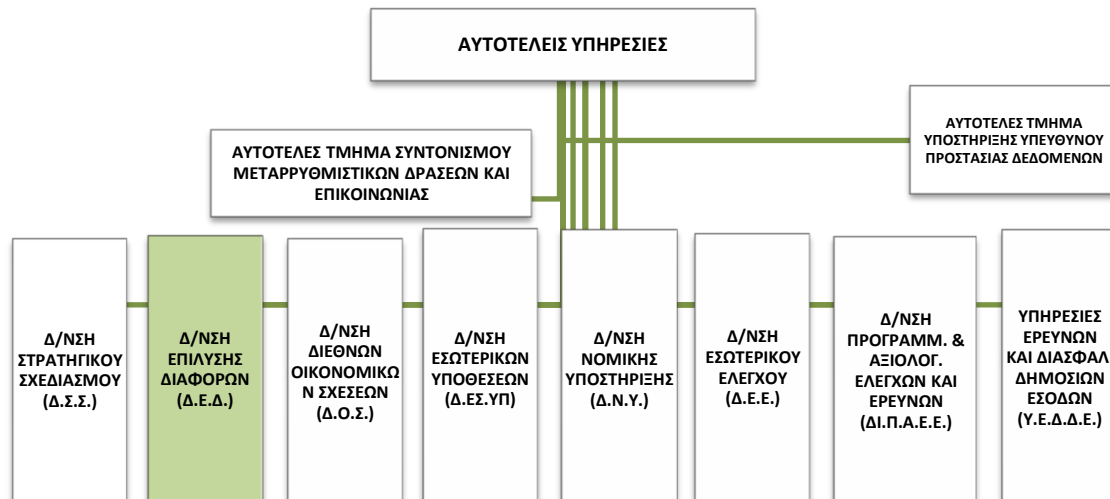 ΑΥΤΟΤΕΛΕΙΣ ΥΠΗΡΕΣΙΕΣ
ΑΥΤΟΤΕΛΕΣ ΤΜΗΜΑ
ΥΠΟΣΤΗΡΙΞΗΣ ΥΠΕΥΘΥΝΟΥ
ΠΡΟΣΤΑΣΙΑΣ ΔΕΔΟΜΕΝΩΝ
ΑΥΤΟΤΕΛΕΣ ΤΜΗΜΑ ΣΥΝΤΟΝΙΣΜΟΥ
ΜΕΤΑΡΡΥΘΜΙΣΤΙΚΩΝ ΔΡΑΣΕΩΝ ΚΑΙ
ΕΠΙΚΟΙΝΩΝΙΑΣ
Δ/ΝΣΗ
ΣΤΡΑΤΗΓΙΚΟΥ
ΣΧΕΔΙΑΣΜΟΥ
(Δ.Σ.Σ.)
Δ/ΝΣΗ
ΕΠΙΛΥΣΗΣ
ΔΙΑΦΟΡΩΝ
(Δ.Ε.Δ.)
Δ/ΝΣΗ
ΔΙΕΘΝΩΝ
ΟΙΚΟΝΟΜΙΚΩ
Ν ΣΧΕΣΕΩΝ
(Δ.Ο.Σ.)
Δ/ΝΣΗ
ΕΣΩΤΕΡΙΚΩΝ
ΥΠΟΘΕΣΕΩΝ
(Δ.ΕΣ.ΥΠ)
Δ/ΝΣΗ
ΝΟΜΙΚΗΣ
ΥΠΟΣΤΗΡΙΞΗΣ
(Δ.Ν.Υ.)
Δ/ΝΣΗ
ΕΣΩΤΕΡΙΚΟΥ
ΕΛΕΓΧΟΥ
(Δ.Ε.Ε.)
Δ/ΝΣΗ
ΠΡΟΓΡΑΜΜ. &
ΑΞΙΟΛΟΓ.
ΕΛΕΓΧΩΝ ΚΑΙ
ΕΡΕΥΝΩΝ
(ΔΙ.Π.Α.Ε.Ε.)
ΥΠΗΡΕΣΙΕΣ
ΕΡΕΥΝΩΝ
ΚΑΙ ΔΙΑΣΦΑΛ
ΔΗΜΟΣΙΩΝ
ΕΣΟΔΩΝ
(Υ.Ε.Δ.Δ.Ε.)